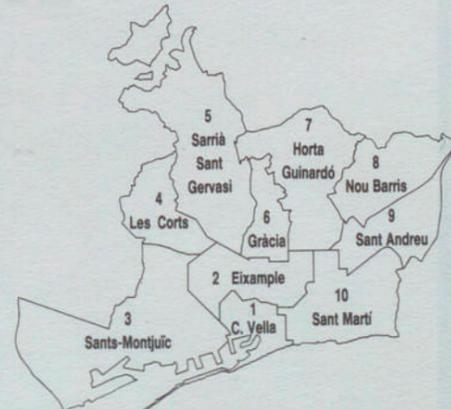 5
Sarrià
Sant
Gervasi
7
Horta
Guinardó
8
Nou Barris
4
Les Corts
6
Gràcia
9
Sant Andreu
2 Eixample
10
Sant Martí
1
C. Vella
3
Sants-Montjuïc